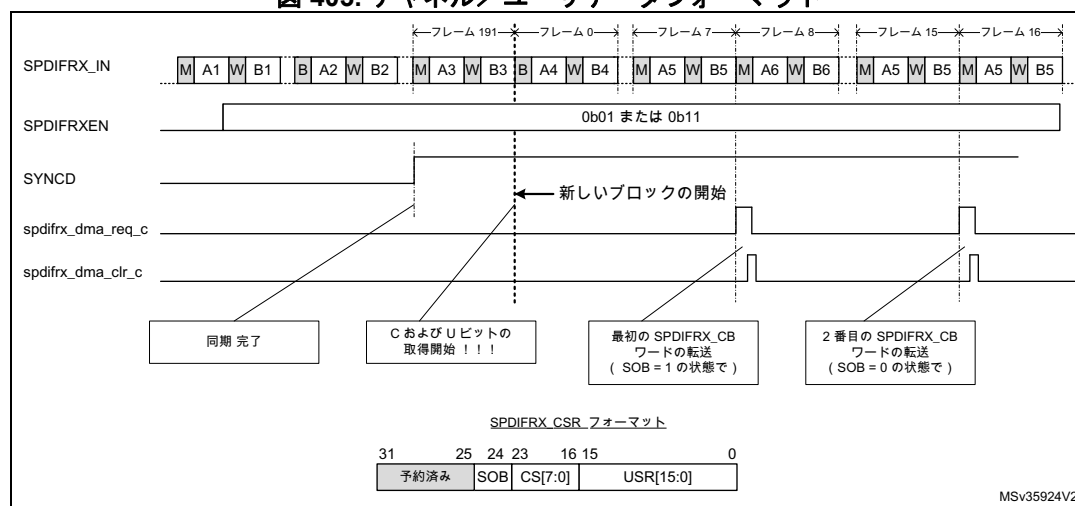 図 405. チャネル／ユーザデータフォーマット
フレーム 191 フレーム 0 フレーム 7 フレーム 8 フレーム 15 フレーム 16
SPDIFRX_IN M A1 W B1 B A2 W B2 M A3 W B3 B A4 W B4 M A5 W B5 M A6 W B6 M A5 W B5 M A5 W B5
SPDIFRXEN 0b01 または 0b11
SYNCD
新しいブロックの開始
spdifrx_dma_req_c
spdifrx_dma_clr_c
同期 完了
C および U ビットの
取得開始 ！！！
最初の SPDIFRX_CB
ワードの転送
( SOB = 1 の状態で )
2 番目の SPDIFRX_CB
ワードの転送
( SOB = 0 の状態で )
SPDIFRX_CSR フォーマット
31 25 24 23 16 15 0
予約済み SOB CS[7:0] USR[15:0]
MSv35924V2